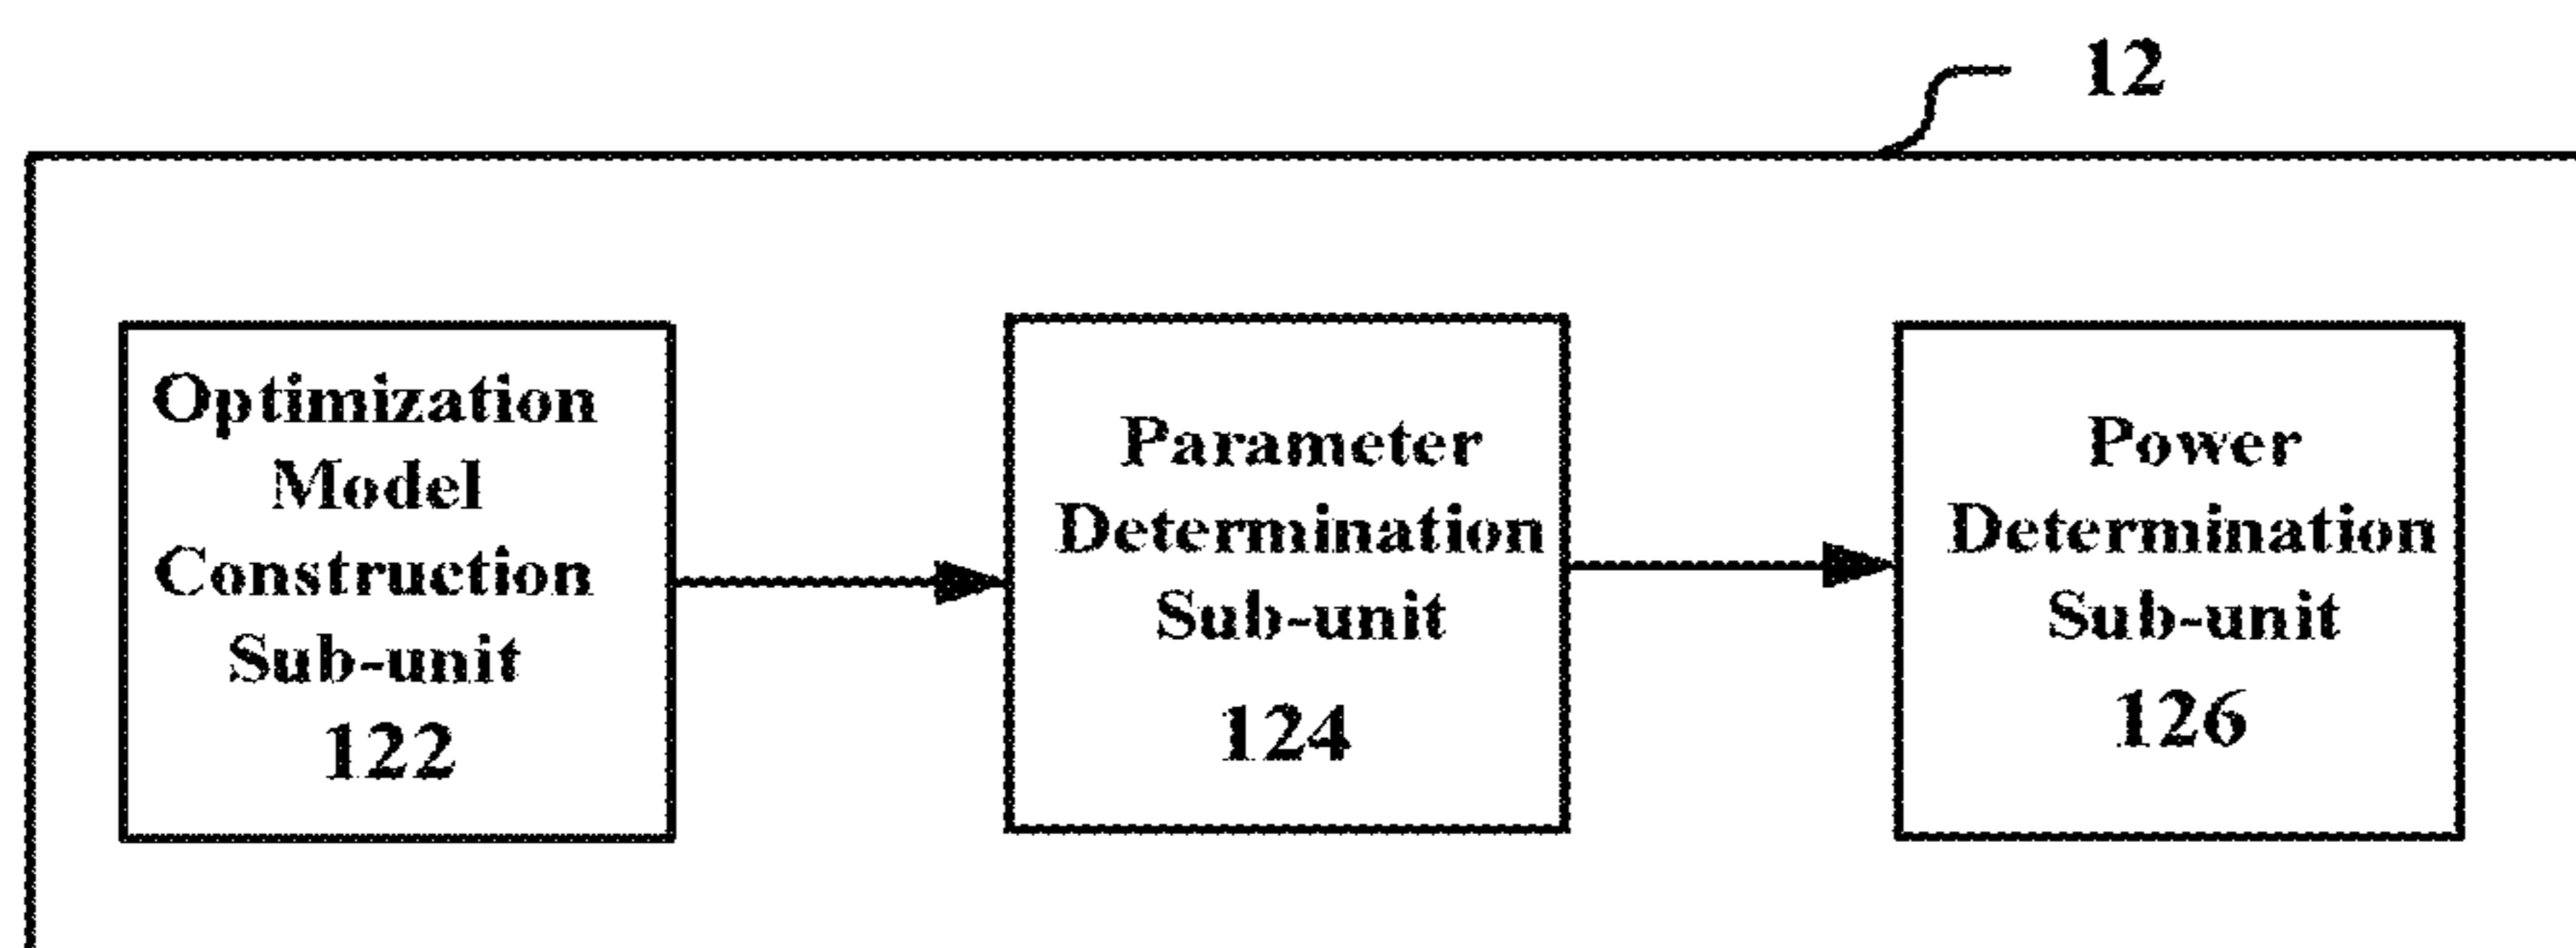 12
Optimization
Model
Construction
Sub-unit
122
Parameter
Determination
Sub-unit
124
Power
Determination
Sub-unit
126